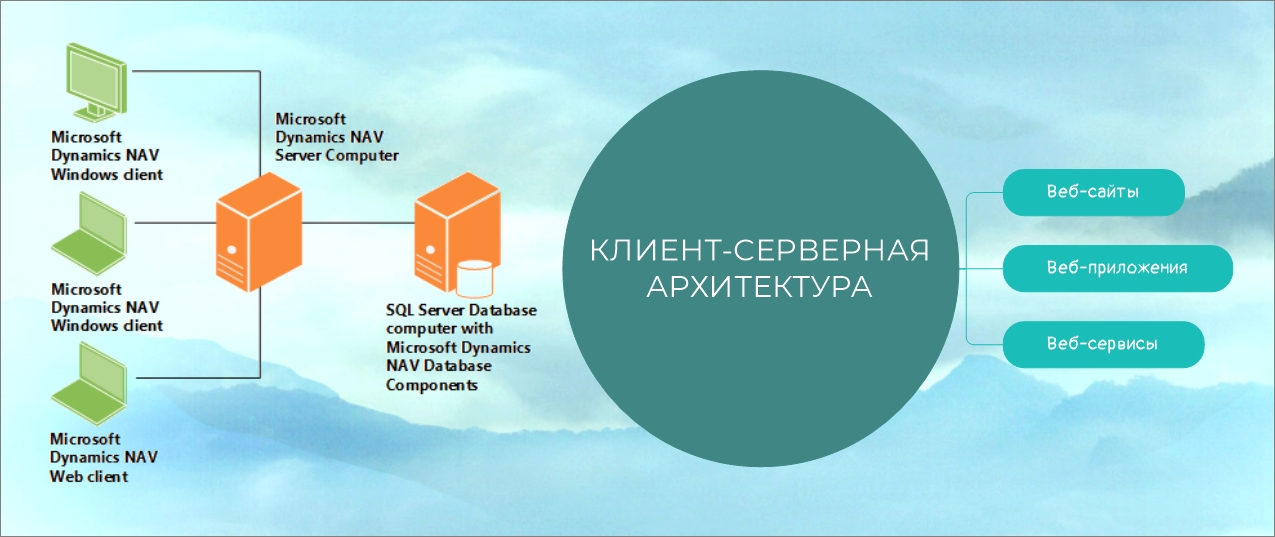 Microsoft
Dynamics NAV
Windows client
Microsoft
Dynamics NAV
Server Computer
Microsoft
Dynamics NAV
Windows client
SQL Server Database
computer with
Microsoft Dynamics
NAV Database
Components
Microsoft
Dynamics NAV
Web client
КЛИЕНТ-СЕРВЕРНАЯ
АРХИТЕКТУРА
Веб-сайты
Веб-приложения
Веб-сервисы